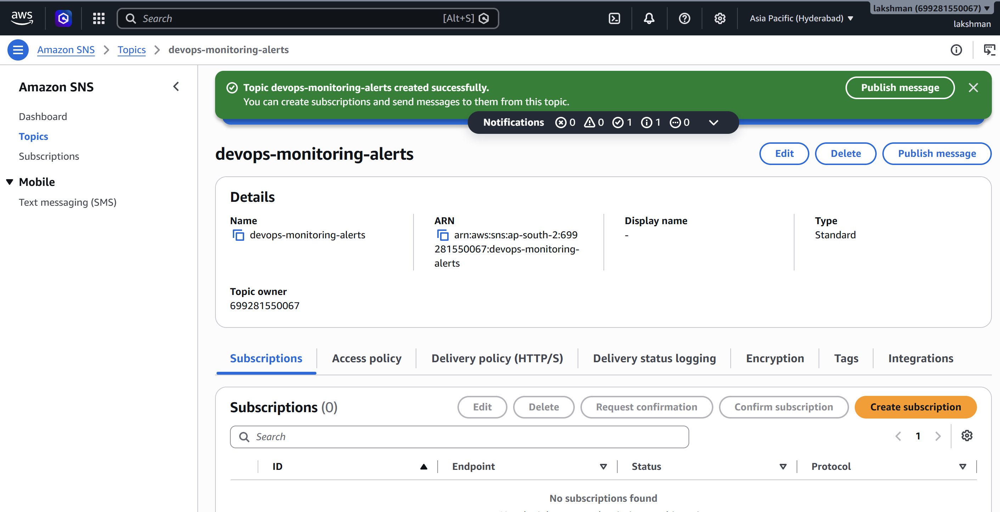 aws
Search [Alt+S]
Asia Pacific (Hyderabad)
lakshman (699281550067)
lakshman
Amazon SNS
Topics
devops-monitoring-alerts
Amazon SNS
Dashboard
Topics
Subscriptions
Mobile
Text messaging (SMS)
Topic devops-monitoring-alerts created successfully.
You can create subscriptions and send messages to them from this topic.
Publish message
Notifications 0 0 1 1 0
devops-monitoring-alerts
Edit
Delete
Publish message
Details
Name
devops-monitoring-alerts
ARN
arn:aws:sns:ap-south-2:699
281550067:devops-monitoring-
alerts
Display name
-
Type
Standard
Topic owner
699281550067
Subscriptions
Access policy
Delivery policy (HTTP/S)
Delivery status logging
Encryption
Tags
Integrations
Subscriptions (0)
Edit
Delete
Request confirmation
Confirm subscription
Create subscription
Search
1
ID
Endpoint
Status
Protocol
No subscriptions found